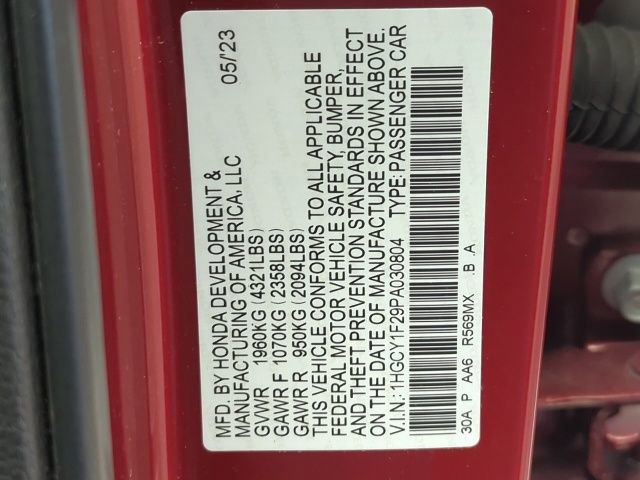 MFD. BY HONDA DEVELOPMENT & 05/23
MANUFACTURING OF AMERICA, LLC
GVWR 1960KG (4321LBS)
GAWR F 1070KG (2358LBS)
GAWR R 950KG (2094LBS)
THIS VEHICLE CONFORMS TO ALL APPLICABLE
FEDERAL MOTOR VEHICLE SAFETY, BUMPER,
AND THEFT PREVENTION STANDARDS IN EFFECT
ON THE DATE OF MANUFACTURE SHOWN ABOVE.
V.I.N.: 1HGCY1F29PA030804 TYPE: PASSENGER CAR
30A P AA6 R569MX .B .A